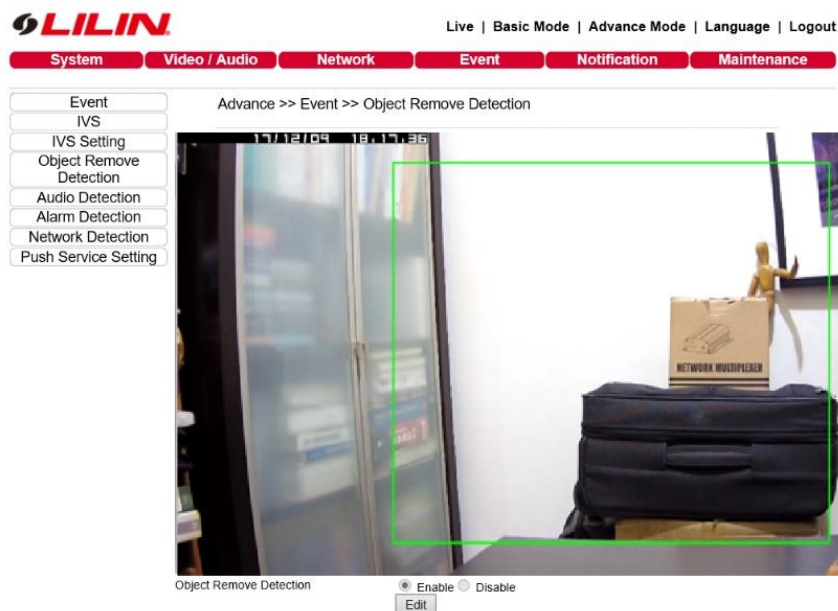 LILIN
Live | Basic Mode | Advance Mode | Language | Logout
System
Video / Audio
Network
Event
Notification
Maintenance
Event
IVS
IVS Setting
Object Remove
Detection
Audio Detection
Alarm Detection
Network Detection
Push Service Setting
Advance >> Event >> Object Remove Detection
17/12/09 18:17:36
NETWORK MULTIPLEXER
Object Remove Detection
Enable
Disable
Edit